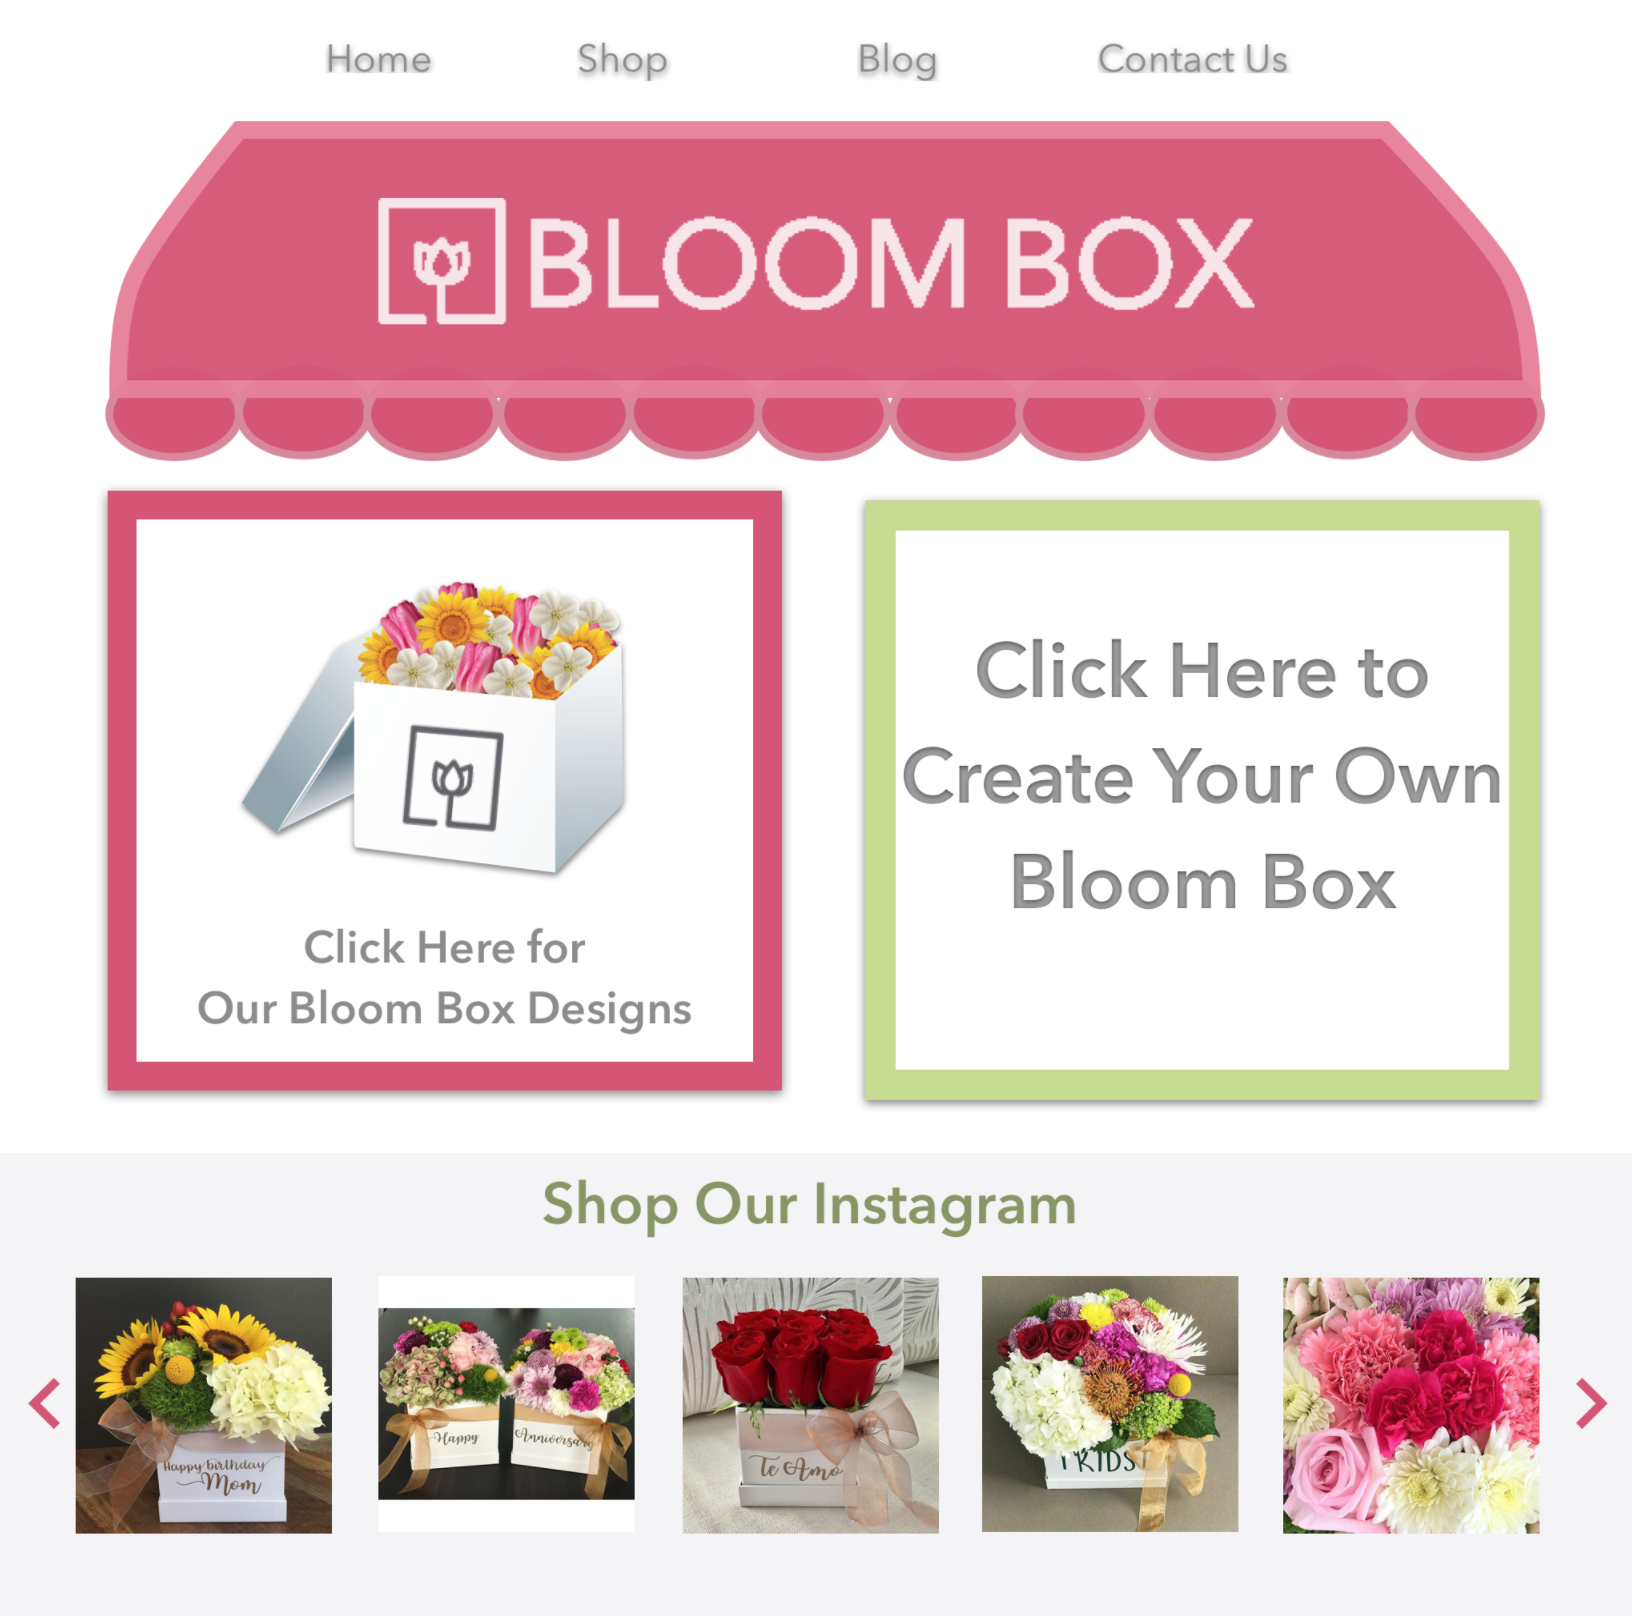 Home Shop Blog Contact Us
BLOOM BOX
Click Here for
Our Bloom Box Designs
Click Here to
Create Your Own
Bloom Box
Shop Our Instagram
Happy birthday
Mom
Happy
Anniversary
Te Amo
KIDS